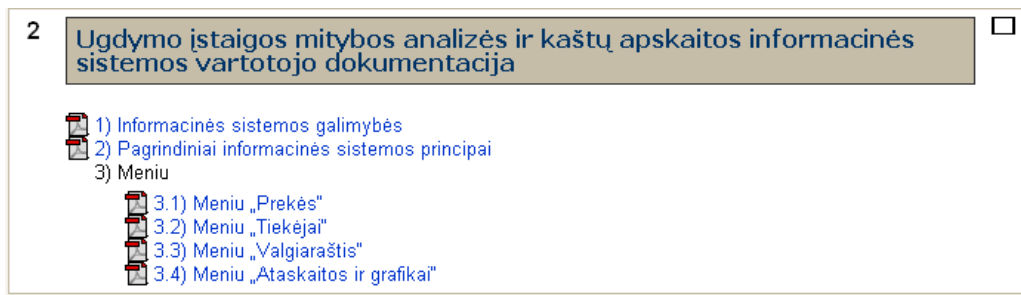 2
Ugdymo įstaigos mitybos analizės ir kaštų apskaitos informacinės
sistemos vartotojo dokumentacija
1) Informacinės sistemos galimybės
2) Pagrindiniai informacinės sistemos principai
3) Meniu
3.1) Meniu „Prekės"
3.2) Meniu „Tiekėjai"
3.3) Meniu „Valgiaraštis"
3.4) Meniu „Ataskaitos ir grafikai"